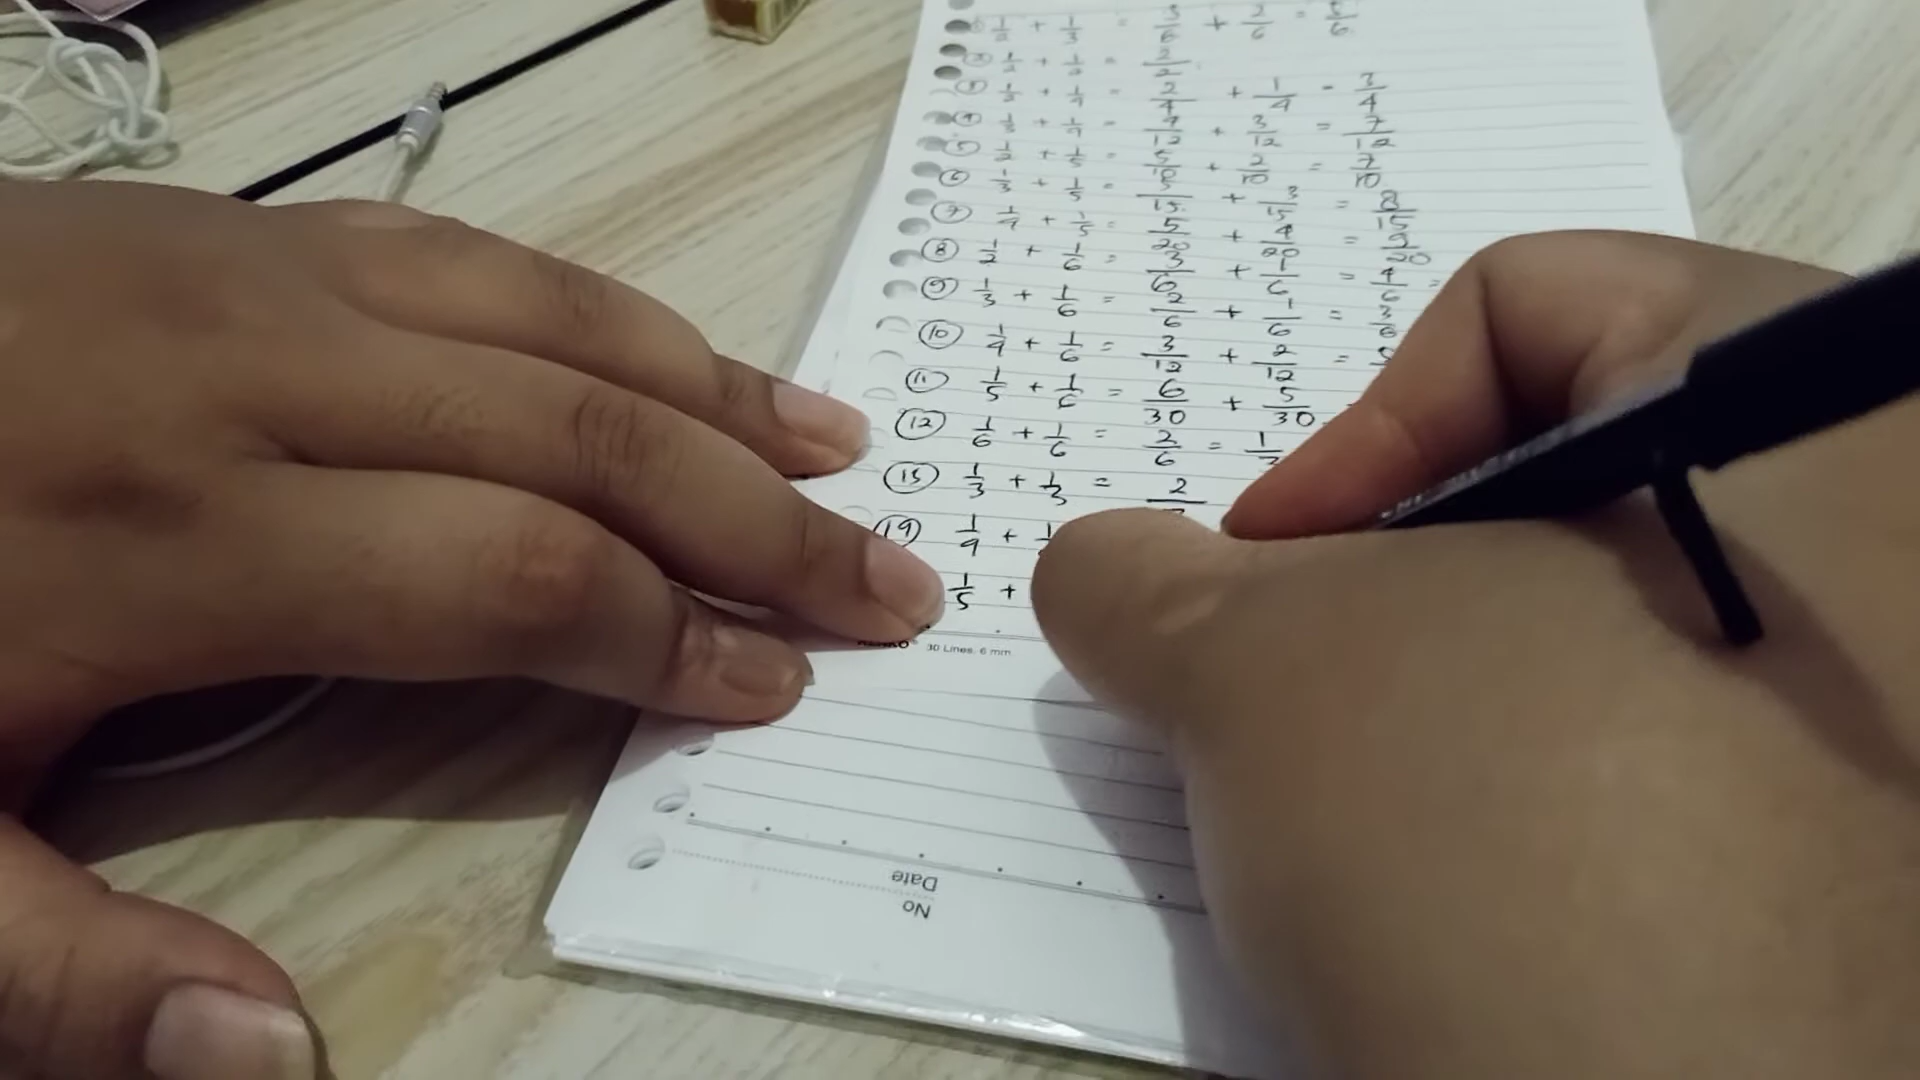 ① 1/2 + 1/3 = 3/6 + 2/6 = 5/6
② 1/2 + 1/2 = 2/2
③ 1/2 + 1/4 = 2/4 + 1/4 = 3/4
④ 1/3 + 1/4 = 4/12 + 3/12 = 7/12
⑤ 1/2 + 1/5 = 5/10 + 2/10 = 7/10
⑥ 1/3 + 1/5 = 5/15 + 3/15 = 8/15
⑦ 1/4 + 1/5 = 5/20 + 4/20 = 9/20
⑧ 1/2 + 1/6 = 3/6 + 1/6 = 4/6 =
⑨ 1/3 + 1/6 = 2/6 + 1/6 = 3/6
⑩ 1/4 + 1/6 = 3/12 + 2/12 = 5
⑪ 1/5 + 1/6 = 6/30 + 5/30
⑫ 1/6 + 1/6 = 2/6 = 1/3
⑬ 1/3 + 1/3 = 2
⑭ 1/4 + 1
1/5 +
30 Lines, 6 mm
Date
No